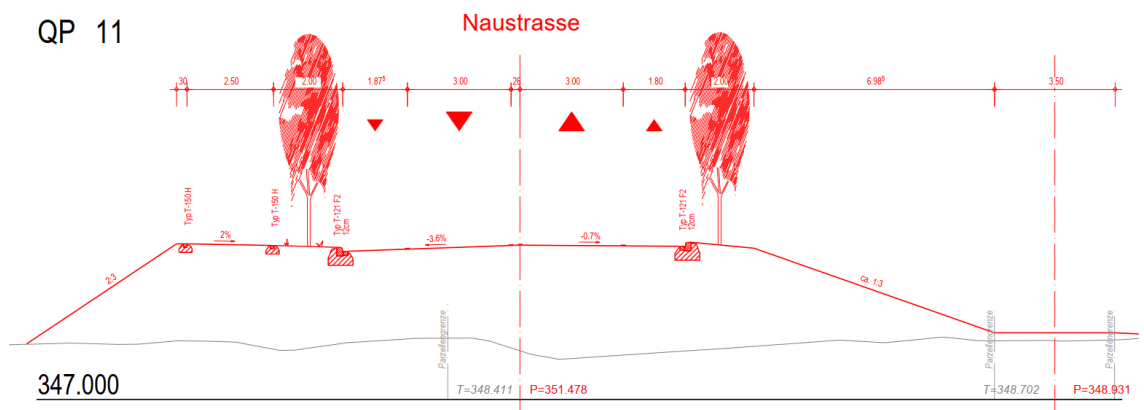 Naustrasse
QP 11
30 2.50 2.00 1.87⁵ 3.00 26 3.00 1.80 2.00 6.98⁵ 3.50
Typ T-150 H
Typ T-150 H
Typ T-121 F2
12cm
Typ T-121 F2
12cm
2% -3.6% -0.7%
2:3
ca. 1:3
Parzellengrenze
Parzellengrenze
Parzellengrenze
347.000 T=348.411 P=351.478 T=348.702 P=348.931